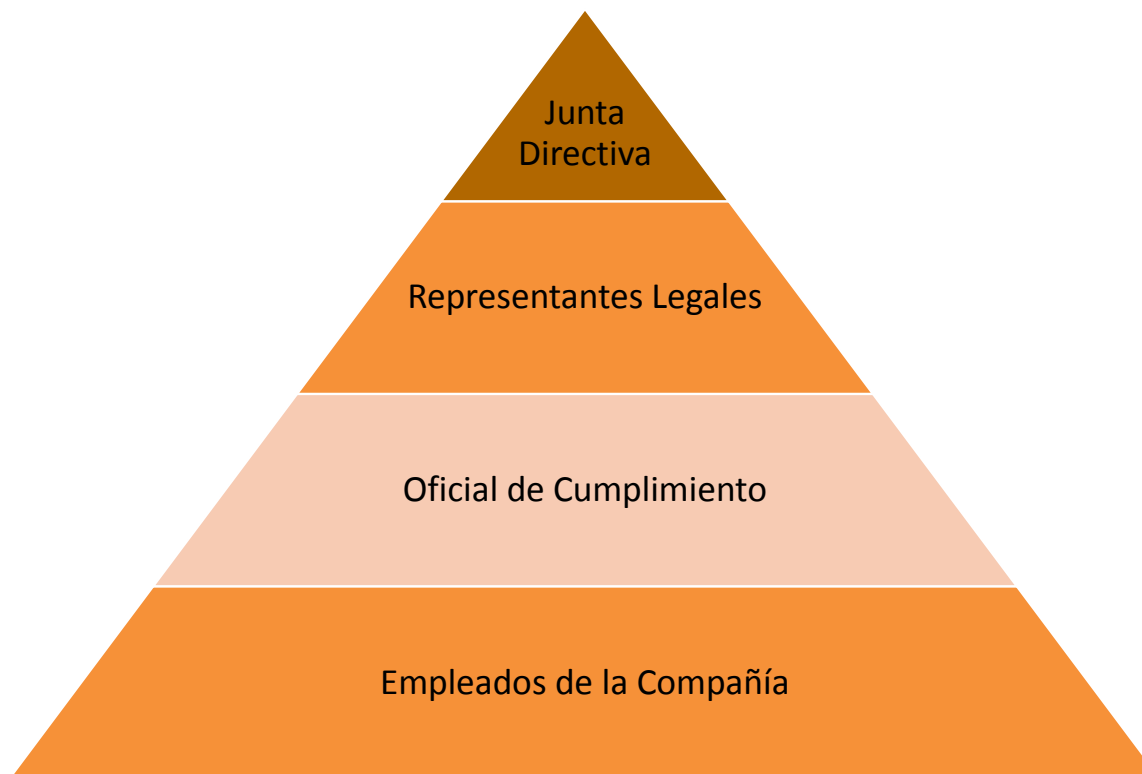 Junta
Directiva
Representantes Legales
Oficial de Cumplimiento
Empleados de la Compañía